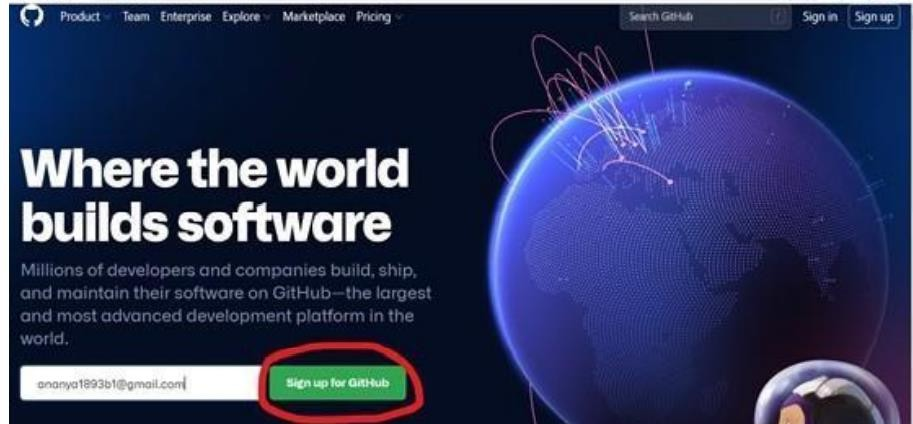 Product Team Enterprise Explore Marketplace Pricing Search GitHub / Sign in Sign up
Where the world
builds software
Millions of developers and companies build, ship,
and maintain their software on GitHub—the largest
and most advanced development platform in the
world.
ananya1893b1@gmail.com Sign up for GitHub